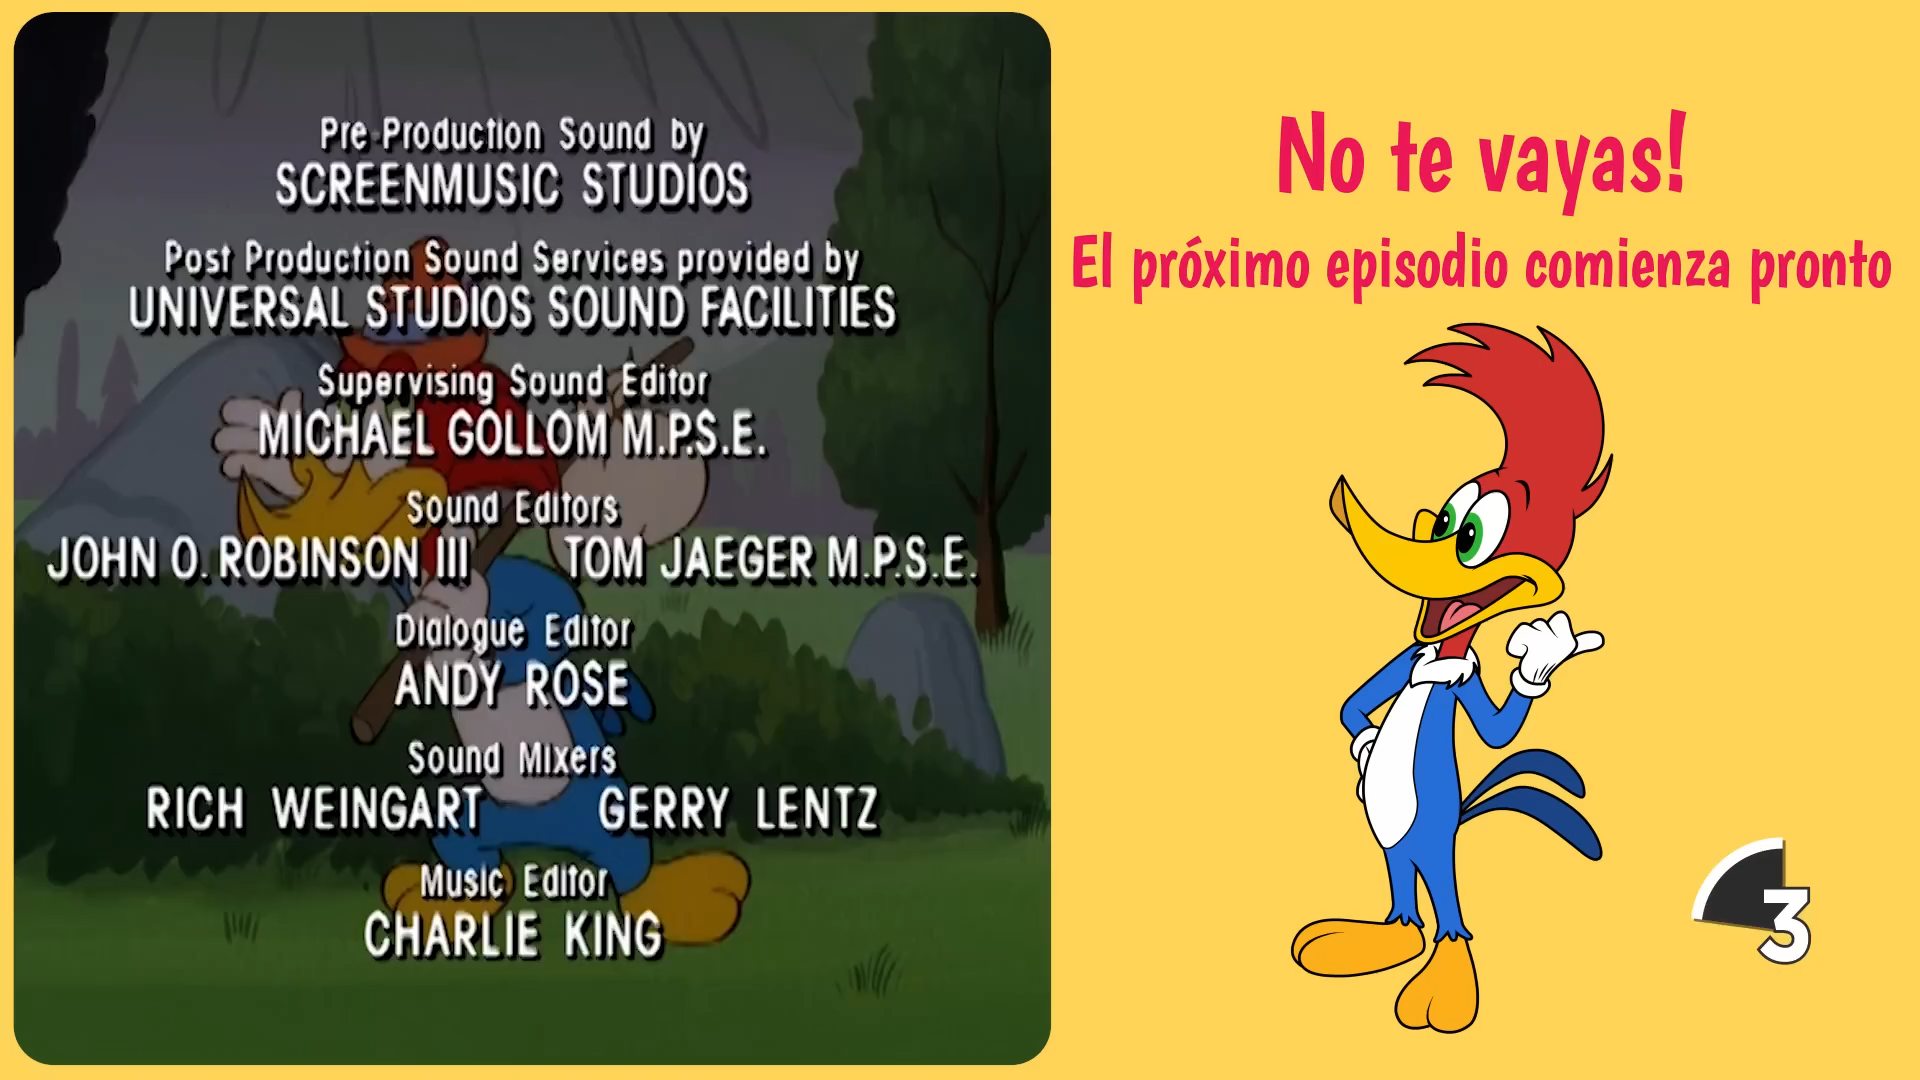 Pre-Production Sound by
SCREENMUSIC STUDIOS
Post Production Sound Services provided by
UNIVERSAL STUDIOS SOUND FACILITIES
Supervising Sound Editor
MICHAEL GOLLOM M.P.S.E.
Sound Editors
JOHN O. ROBINSON III TOM JAEGER M.P.S.E.
Dialogue Editor
ANDY ROSE
Sound Mixers
RICH WEINGART GERRY LENTZ
Music Editor
CHARLIE KING
No te vayas!
El próximo episodio comienza pronto
3